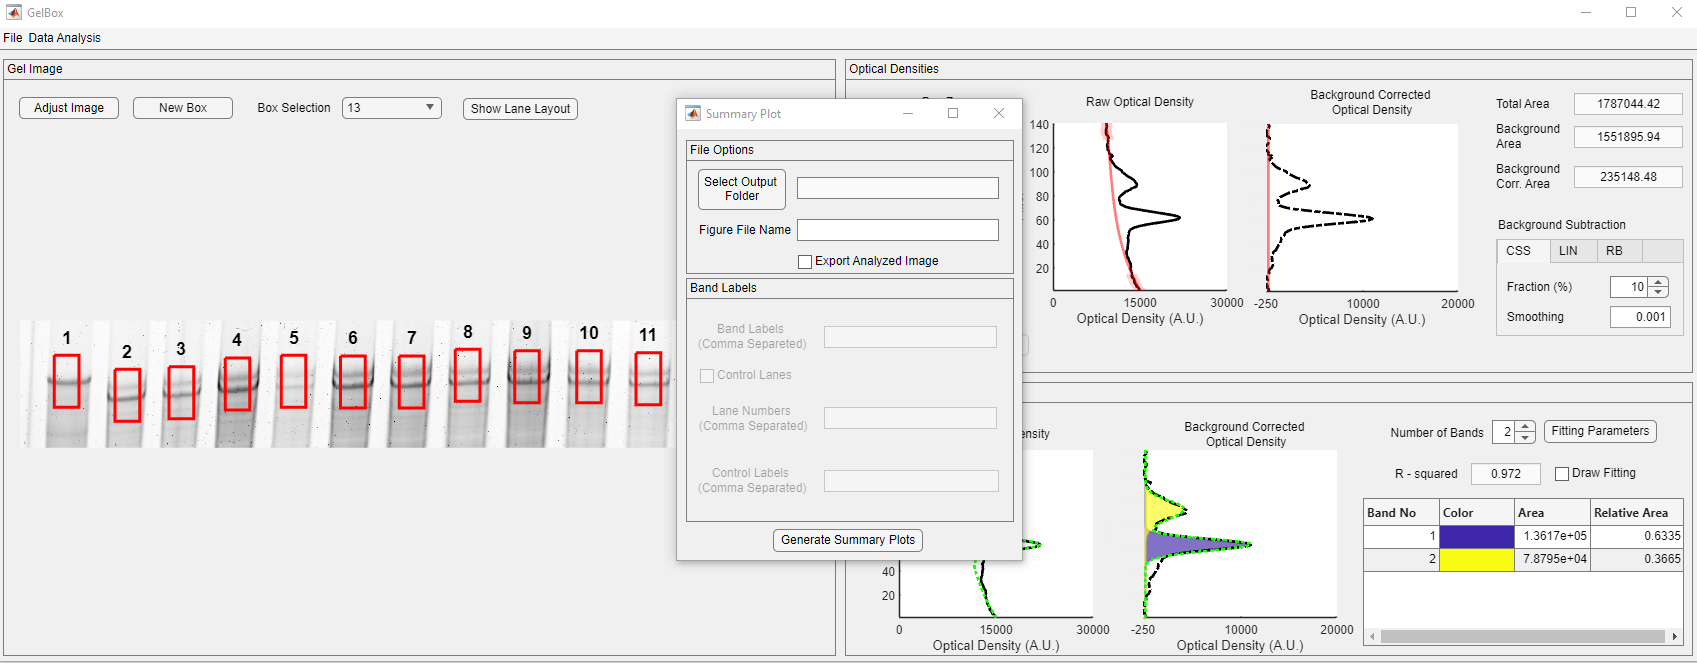 GelBox
File Data Analysis
Gel Image
Adjust Image
New Box
Box Selection
13
Show Lane Layout
1
2
3
4
5
6
7
8
9
10
11
Summary Plot
File Options
Select Output
Folder
Figure File Name
Export Analyzed Image
Band Labels
Band Labels
(Comma Separeted)
Control Lanes
Lane Numbers
(Comma Separated)
Control Labels
(Comma Separated)
Generate Summary Plots
Optical Densities
Raw Optical Density
140
120
100
80
60
40
20
0
15000
30000
Optical Density (A.U.)
Background Corrected
Optical Density
-250
10000
20000
Optical Density (A.U.)
Total Area
1787044.42
Background
Area
1551895.94
Background
Corr. Area
235148.48
Background Subtraction
CSS
LIN
RB
Fraction (%)
10
Smoothing
0.001
40
20
0
15000
30000
Optical Density (A.U.)
Background Corrected
Optical Density
-250
10000
20000
Optical Density (A.U.)
Number of Bands
2
Fitting Parameters
R - squared
0.972
Draw Fitting
Band No Color Area Relative Area
1 1.3617e+05 0.6335
2 7.8795e+04 0.3665